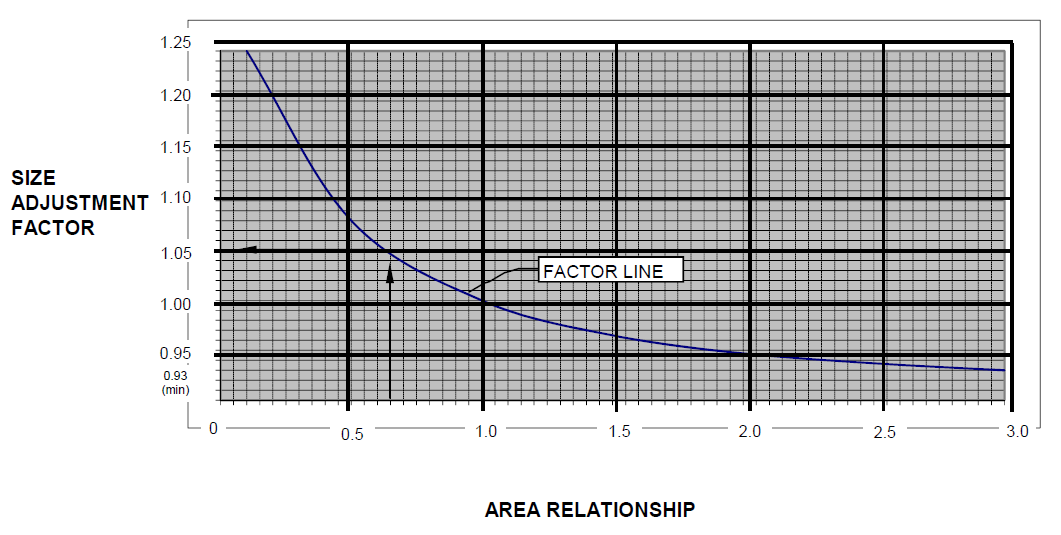 1.25
1.20
1.15
SIZE
ADJUSTMENT
FACTOR
1.10
1.05
FACTOR LINE
1.00
0.95
0.93
(min)
0
0.5
1.0
1.5
2.0
2.5
3.0
AREA RELATIONSHIP